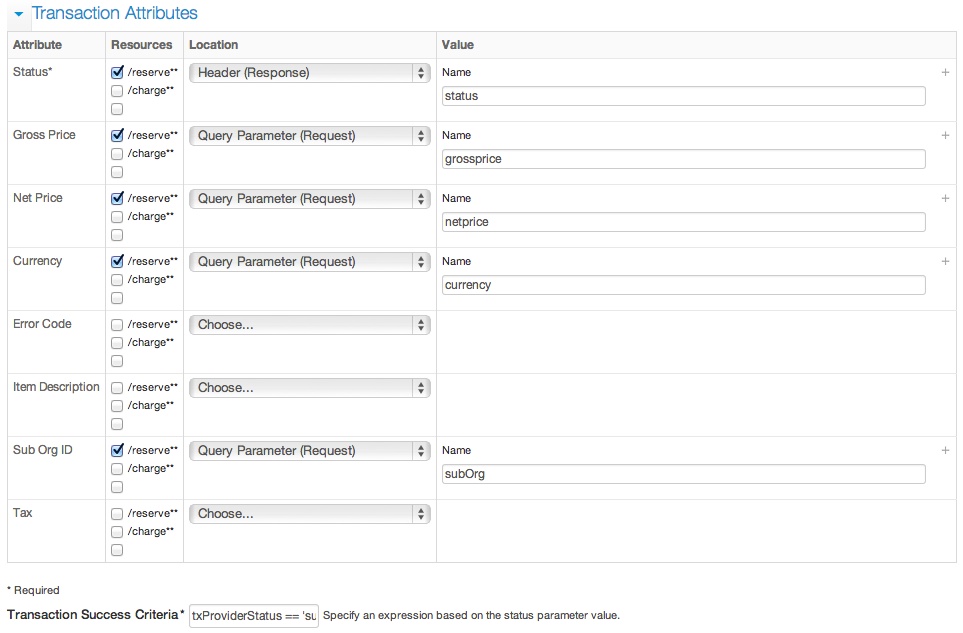 Transaction Attributes
Attribute Resources Location Value
Status* /reserve** Header (Response) Name +
/charge** status
Gross Price /reserve** Query Parameter (Request) Name +
/charge** grossprice
Net Price /reserve** Query Parameter (Request) Name +
/charge** netprice
Currency /reserve** Query Parameter (Request) Name +
/charge** currency
Error Code /reserve** Choose...
/charge**
Item Description /reserve** Choose...
/charge**
Sub Org ID /reserve** Query Parameter (Request) Name +
/charge** subOrg
Tax /reserve** Choose...
/charge**
* Required
Transaction Success Criteria* txProviderStatus == 'su Specify an expression based on the status parameter value.